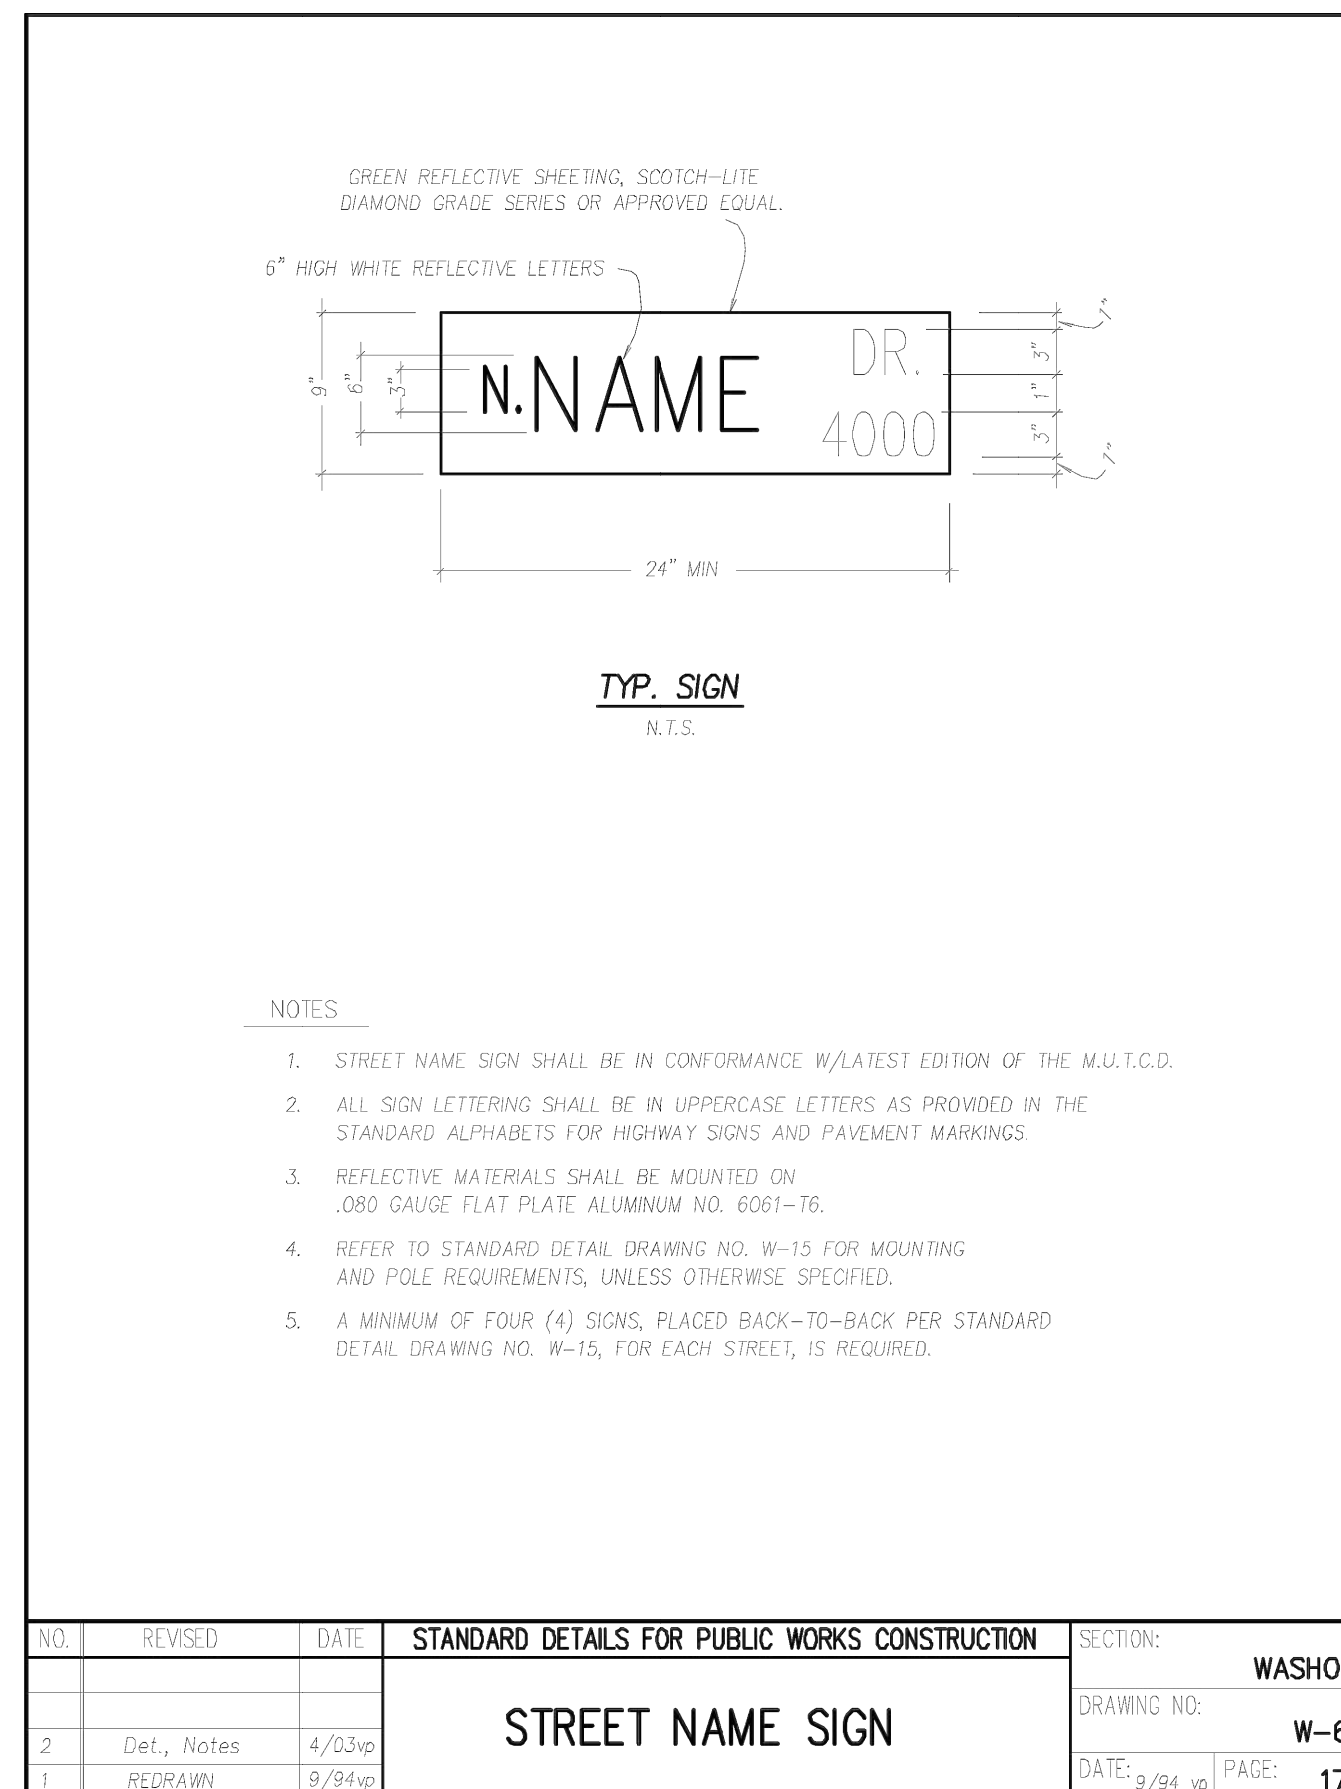 GREEN REFLECTIVE SHEETING, SCOTCH-LITE
DIAMOND GRADE SERIES OR APPROVED EQUAL.
6" HIGH WHITE REFLECTIVE LETTERS
9"
6"
3"
N.NAME
DR.
4000
1"
3"
1"
3"
1"
24" MIN
TYP. SIGN
N.T.S.
NOTES
1. STREET NAME SIGN SHALL BE IN CONFORMANCE W/LATEST EDITION OF THE M.U.T.C.D.
2. ALL SIGN LETTERING SHALL BE IN UPPERCASE LETTERS AS PROVIDED IN THE
STANDARD ALPHABETS FOR HIGHWAY SIGNS AND PAVEMENT MARKINGS.
3. REFLECTIVE MATERIALS SHALL BE MOUNTED ON
.080 GAUGE FLAT PLATE ALUMINUM NO. 6061-T6.
4. REFER TO STANDARD DETAIL DRAWING NO. W-15 FOR MOUNTING
AND POLE REQUIREMENTS, UNLESS OTHERWISE SPECIFIED.
5. A MINIMUM OF FOUR (4) SIGNS, PLACED BACK-TO-BACK PER STANDARD
DETAIL DRAWING NO. W-15, FOR EACH STREET, IS REQUIRED.
NO. REVISED DATE
2 Det., Notes 4/03vp
1 REDRAWN 9/94vp
STANDARD DETAILS FOR PUBLIC WORKS CONSTRUCTION
STREET NAME SIGN
SECTION:
WASHO
DRAWING NO:
W-6
DATE: 9/94 vp PAGE: 17